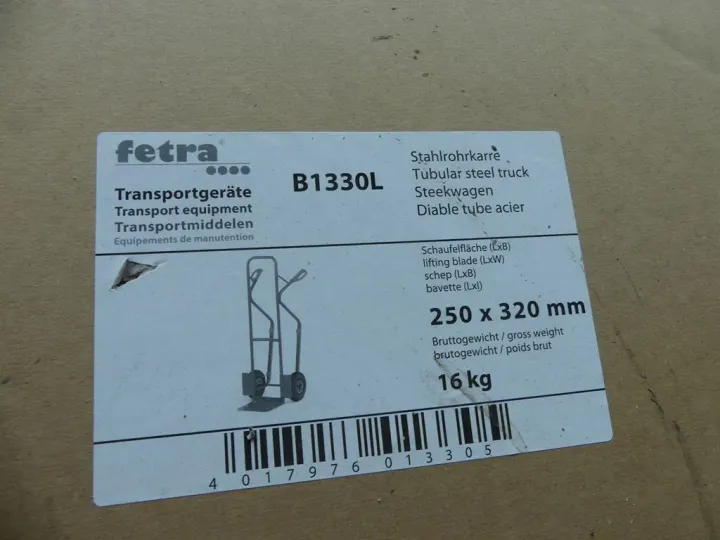 fetra®
Transportgeräte
Transport equipment
Transportmiddelen
Equipements de manutention
B1330L
Stahlrohrkarre
Tubular steel truck
Steekwagen
Diable tube acier
Schaufelfläche (LxB)
lifting blade (LxW)
schep (LxB)
bavette (Lxl)
250 x 320 mm
Bruttogewicht / gross weight
brutogewicht / poids brut
16 kg
4 017976 013305